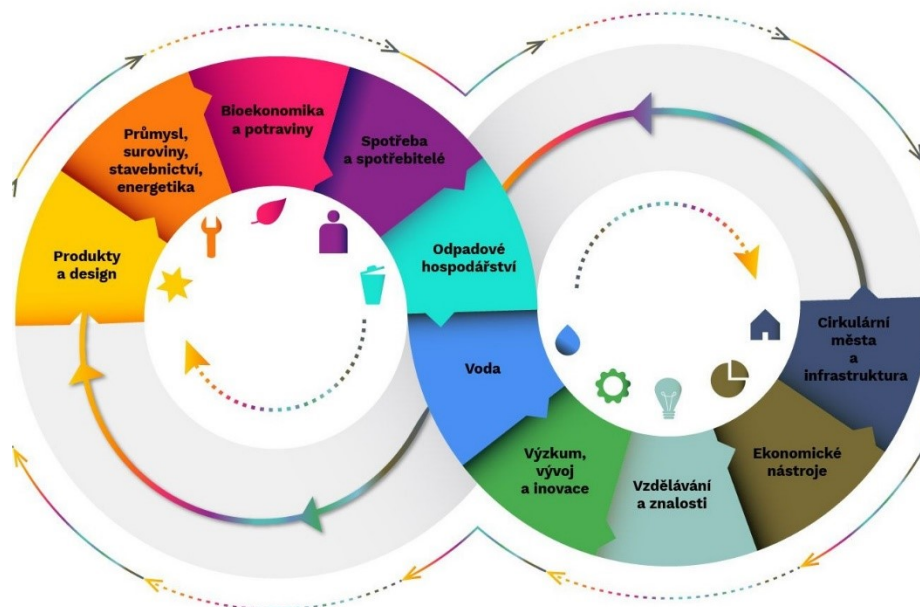 Bioekonomika
a potraviny
Průmysl,
suroviny,
stavebnictví,
energetika
Spotřeba
a spotřebitelé
Produkty
a design
Odpadové
hospodářství
Voda
Cirkulární
města
a
infrastruktura
Výzkum,
vývoj
a inovace
Vzdělávání
a znalosti
Ekonomické
nástroje